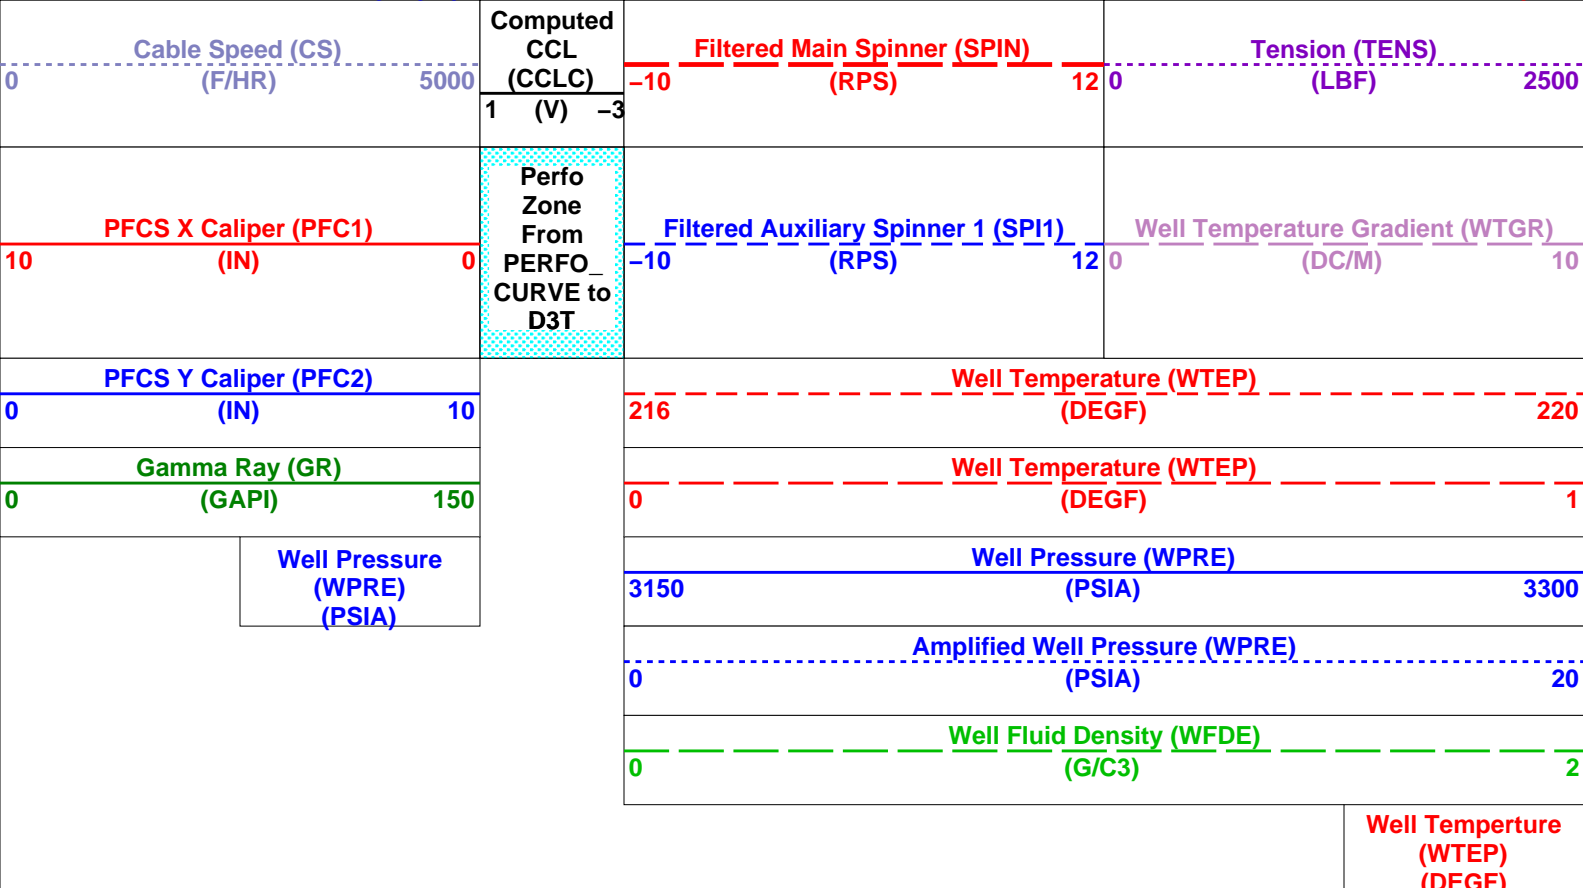 Cable Speed (CS)
0 (F/HR) 5000
Computed
CCL
(CCLC)
1 (V) −3
Filtered Main Spinner (SPIN)
−10 (RPS) 12
Tension (TENS)
0 (LBF) 2500
PFCS X Caliper (PFC1)
10 (IN) 0
Perfo
Zone
From
PERFO_
CURVE to
D3T
Filtered Auxiliary Spinner 1 (SPI1)
−10 (RPS) 12
Well Temperature Gradient (WTGR)
0 (DC/M) 10
PFCS Y Caliper (PFC2)
0 (IN) 10
Well Temperature (WTEP)
216 (DEGF) 220
Gamma Ray (GR)
0 (GAPI) 150
Well Temperature (WTEP)
0 (DEGF) 1
Well Pressure
(WPRE)
(PSIA)
Well Pressure (WPRE)
3150 (PSIA) 3300
Amplified Well Pressure (WPRE)
0 (PSIA) 20
Well Fluid Density (WFDE)
0 (G/C3) 2
Well Temperture
(WTEP)
(DEGF)